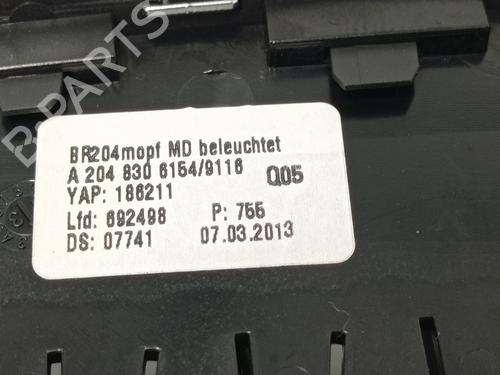 BR204mopf MD beleuchtet
A 204 830 6154/9116
Q05
YAP: 186211
Lfd: 692498 P: 755
DS: 07741 07.03.2013
B-PARTS